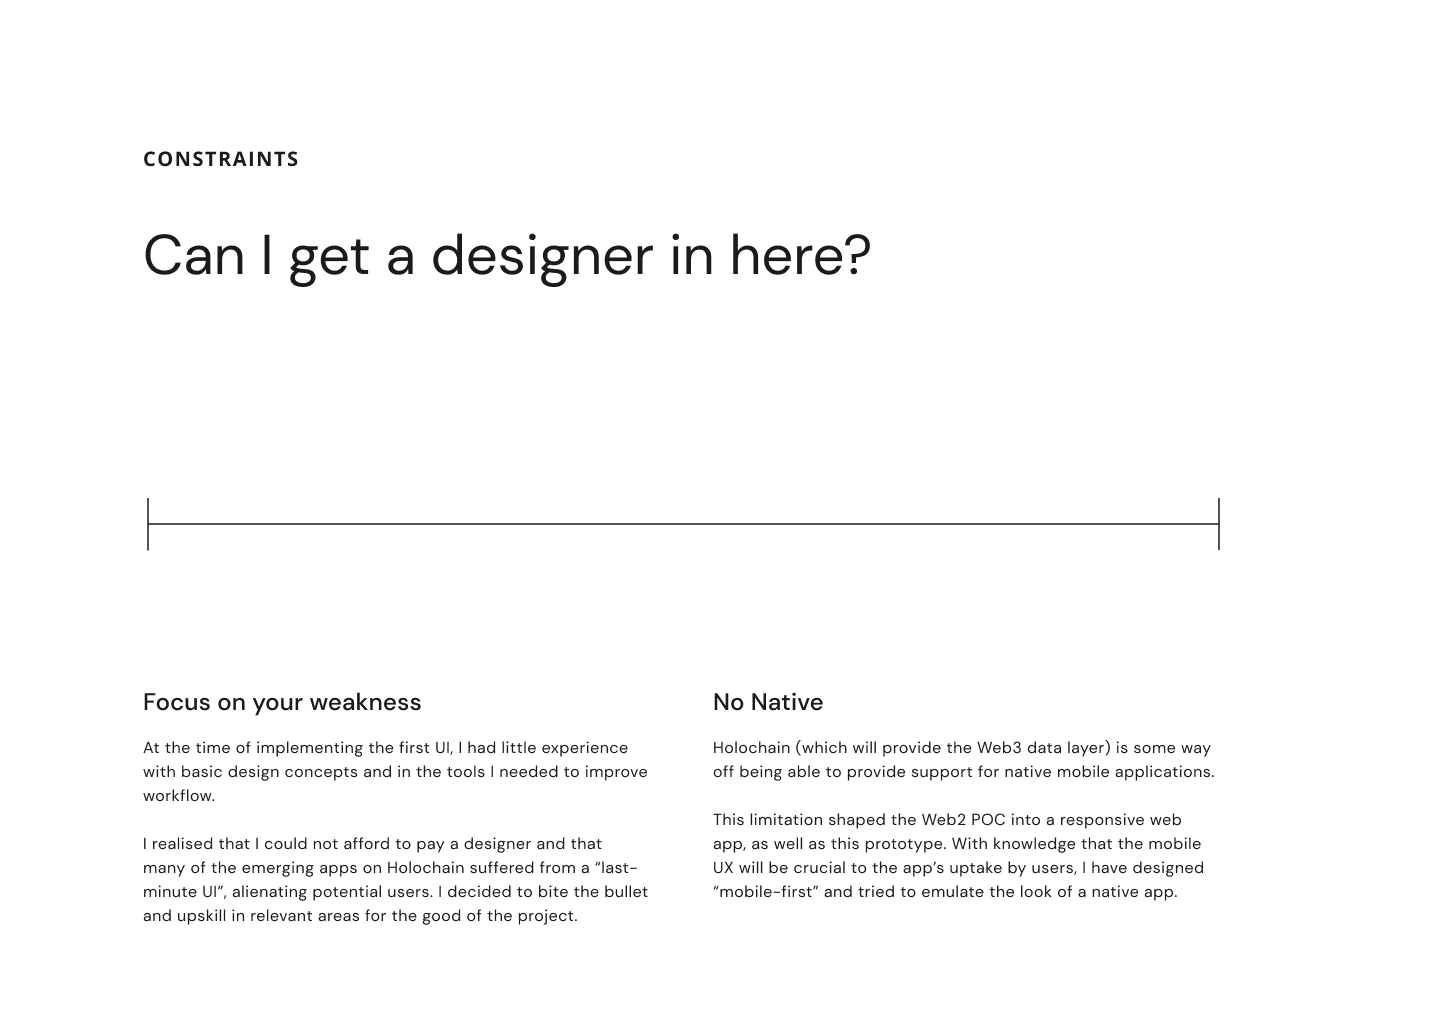 CONSTRAINTS
Can I get a designer in here?
Focus on your weakness
At the time of implementing the first UI, I had little experience
with basic design concepts and in the tools I needed to improve
workflow.
I realised that I could not afford to pay a designer and that
many of the emerging apps on Holochain suffered from a “last-
minute UI”, alienating potential users. I decided to bite the bullet
and upskill in relevant areas for the good of the project.
No Native
Holochain (which will provide the Web3 data layer) is some way
off being able to provide support for native mobile applications.
This limitation shaped the Web2 POC into a responsive web
app, as well as this prototype. With knowledge that the mobile
UX will be crucial to the app’s uptake by users, I have designed
“mobile-first” and tried to emulate the look of a native app.